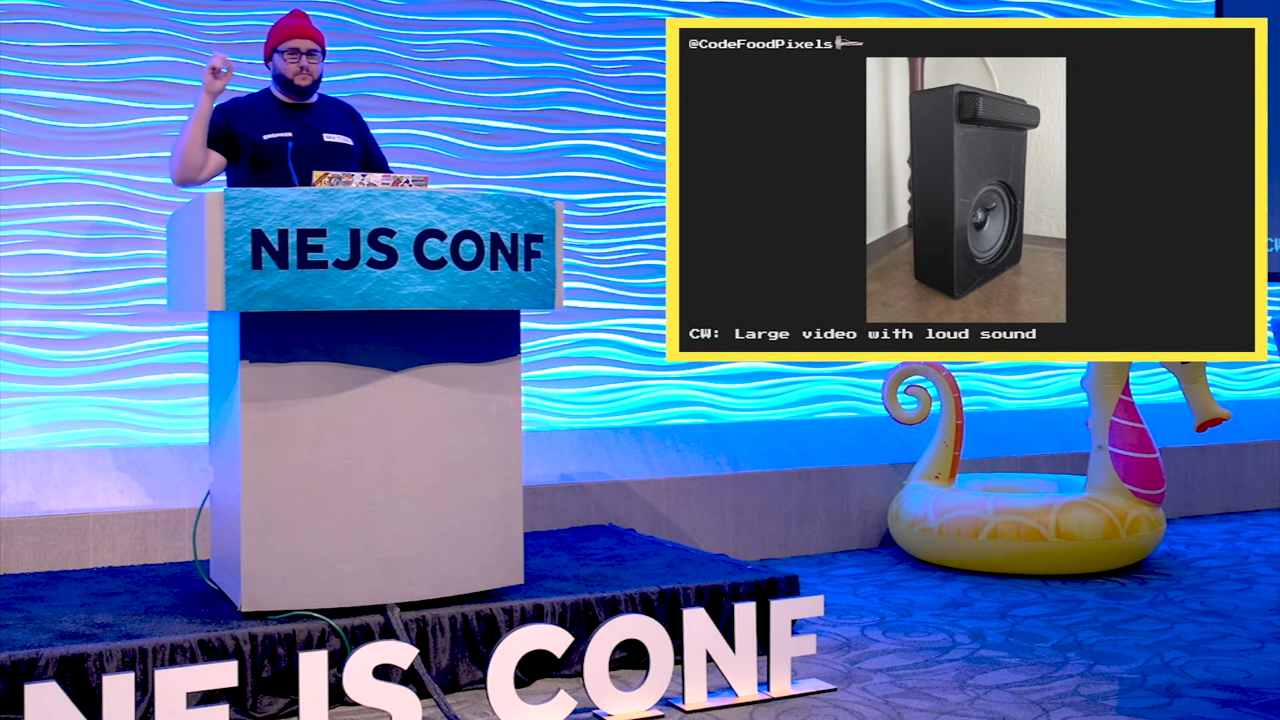 @CodeFoodPixels
CW: Large video with loud sound
NEJS CONF
NEJS CONF